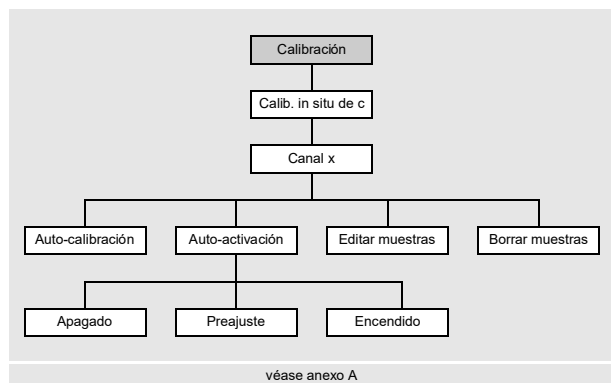 Calibración
Calib. in situ de c
Canal x
Auto-calibración
Auto-activación
Editar muestras
Borrar muestras
Apagado
Preajuste
Encendido
véase anexo A